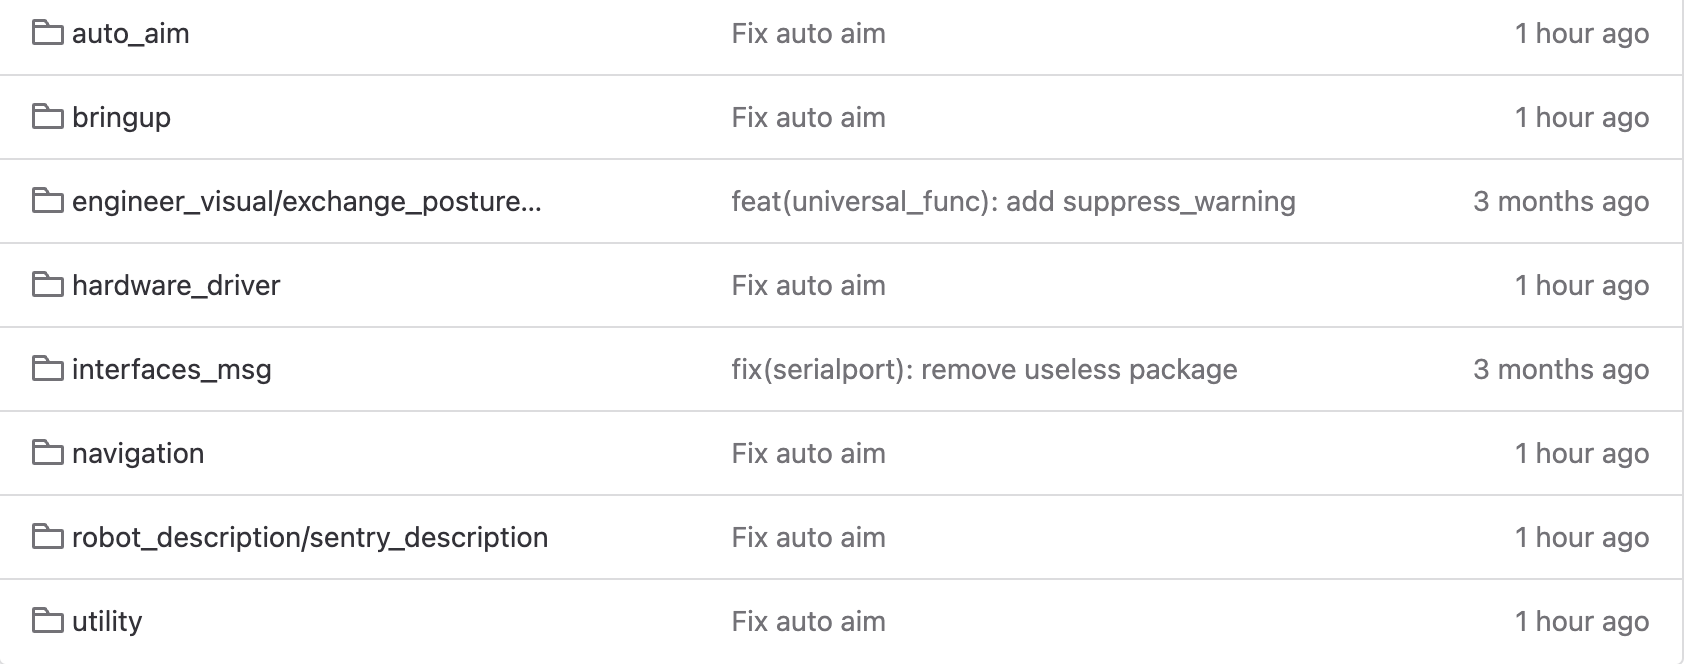 auto_aim Fix auto aim 1 hour ago
bringup Fix auto aim 1 hour ago
engineer_visual/exchange_posture... feat(universal_func): add suppress_warning 3 months ago
hardware_driver Fix auto aim 1 hour ago
interfaces_msg fix(serialport): remove useless package 3 months ago
navigation Fix auto aim 1 hour ago
robot_description/sentry_description Fix auto aim 1 hour ago
utility Fix auto aim 1 hour ago